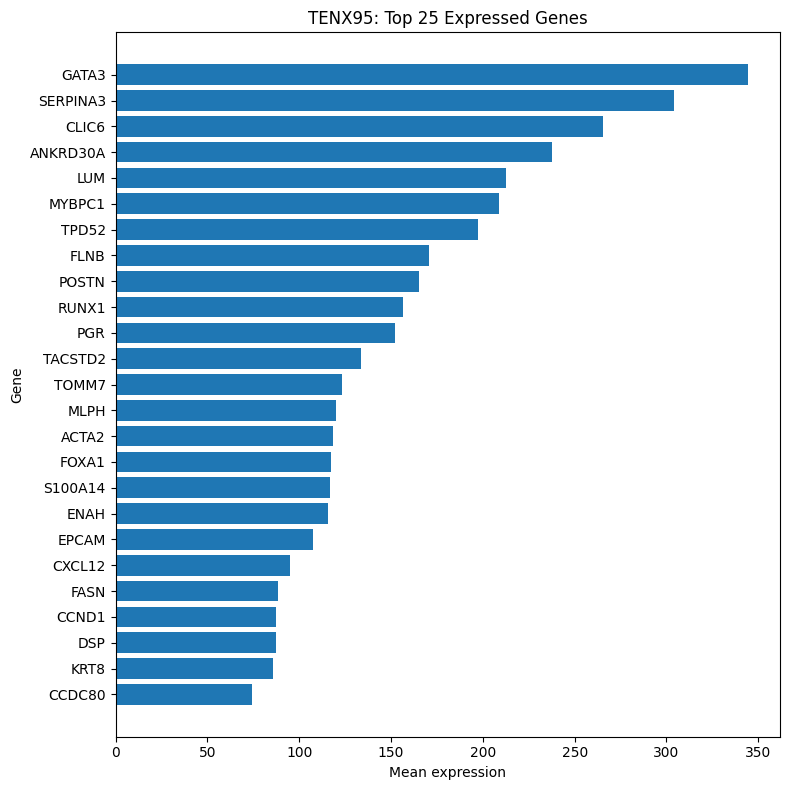 TENX95: Top 25 Expressed Genes
GATA3
SERPINA3
CLIC6
ANKRD30A
LUM
MYBPC1
TPD52
FLNB
POSTN
RUNX1
PGR
TACSTD2
TOMM7
MLPH
ACTA2
FOXA1
S100A14
ENAH
EPCAM
CXCL12
FASN
CCND1
DSP
KRT8
CCDC80
Gene
0 50 100 150 200 250 300 350
Mean expression